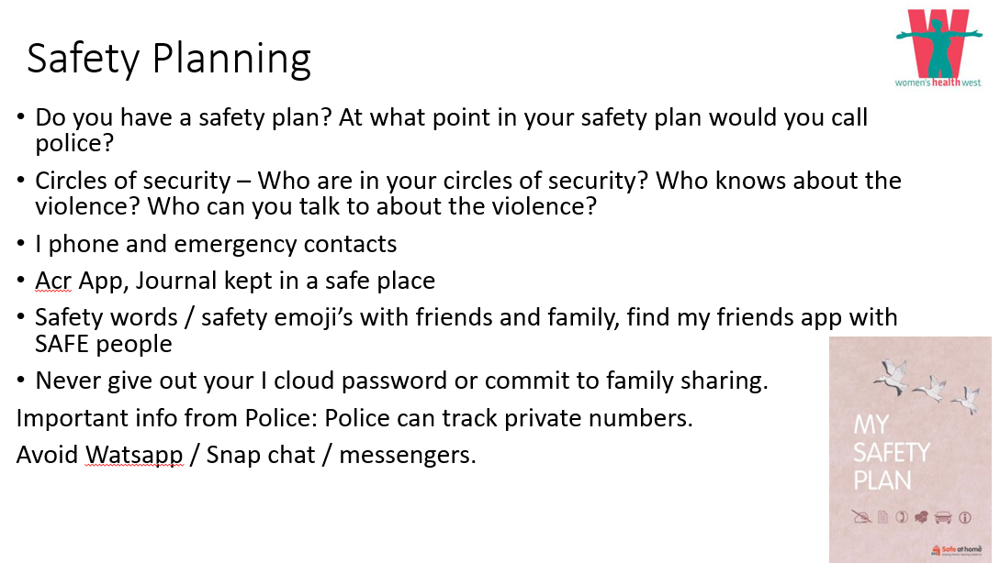 Safety Planning
women's health west
• Do you have a safety plan? At what point in your safety plan would you call
police?
• Circles of security – Who are in your circles of security? Who knows about the
violence? Who can you talk to about the violence?
• I phone and emergency contacts
• Acr App, Journal kept in a safe place
• Safety words / safety emoji’s with friends and family, find my friends app with
SAFE people
• Never give out your I cloud password or commit to family sharing.
Important info from Police: Police can track private numbers.
Avoid Watsapp / Snap chat / messengers.
MY
SAFETY
PLAN
Safe at home